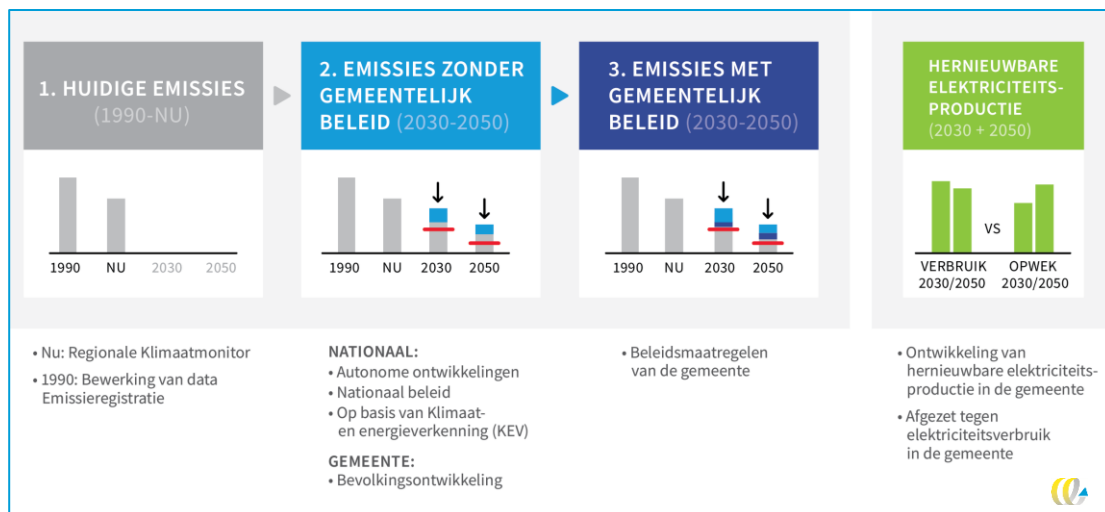 1. HUIDIGE EMISSIES
(1990-NU)
1990 NU 2030 2050
• Nu: Regionale Klimaatmonitor
• 1990: Bewerking van data
Emissieregistratie
2. EMISSIES ZONDER
GEMEENTELIJK
BELEID (2030-2050)
1990 NU 2030 2050
NATIONAAL:
• Autonome ontwikkelingen
• Nationaal beleid
• Op basis van Klimaat-
en energieverkenning (KEV)
GEMEENTE:
• Bevolkingsontwikkeling
3. EMISSIES MET
GEMEENTELIJK
BELEID (2030-2050)
1990 NU 2030 2050
• Beleidsmaatregelen
van de gemeente
HERNIEUWBARE
ELEKTRICITEITS-
PRODUCTIE
(2030 + 2050)
VS
VERBRUIK OPWEK
2030/2050 2030/2050
• Ontwikkeling van
hernieuwbare elektriciteits-
productie in de gemeente
• Afgezet tegen
elektriciteitsverbruik
in de gemeente